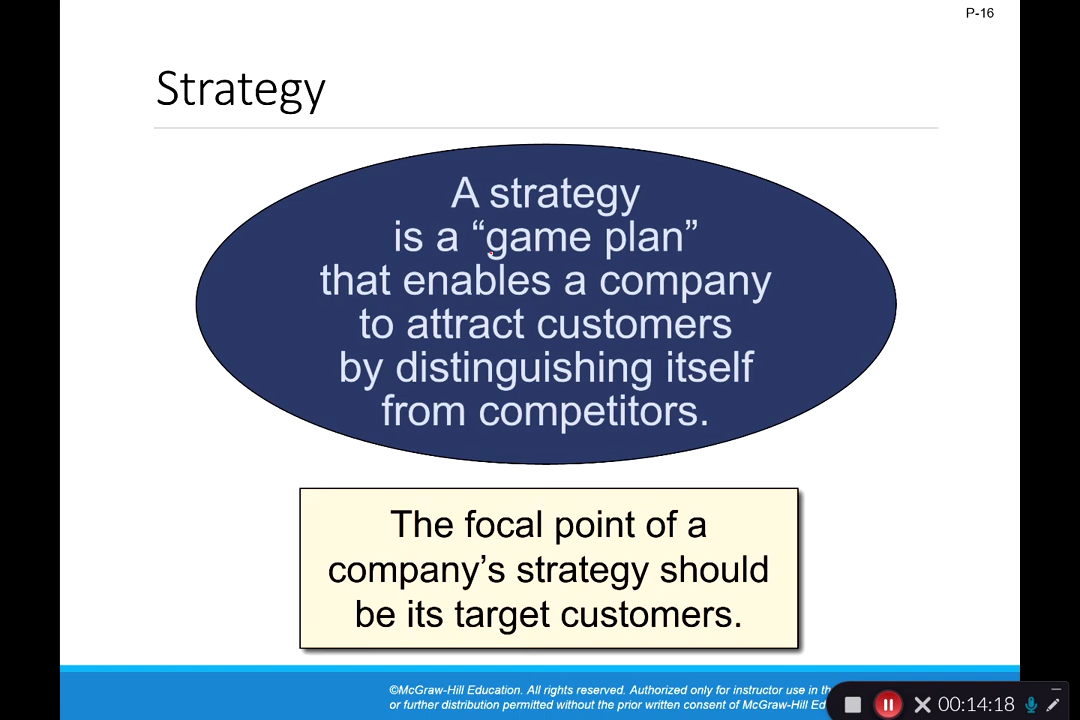 P-16
Strategy
A strategy
is a “game plan”
that enables a company
to attract customers
by distinguishing itself
from competitors.
The focal point of a
company’s strategy should
be its target customers.
©McGraw-Hill Education. All rights reserved. Authorized only for instructor use in
or further distribution permitted without the prior written consent of McGraw-Hill
00:14:18